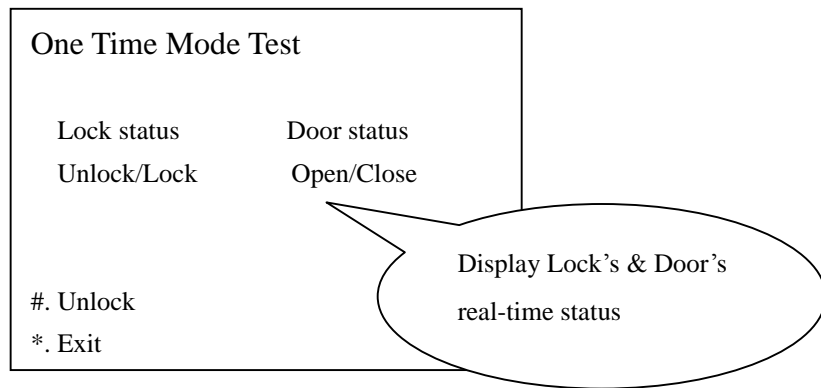 One Time Mode Test
Lock status Door status
Unlock/Lock Open/Close
Display Lock’s & Door’s
real-time status
#. Unlock
*. Exit